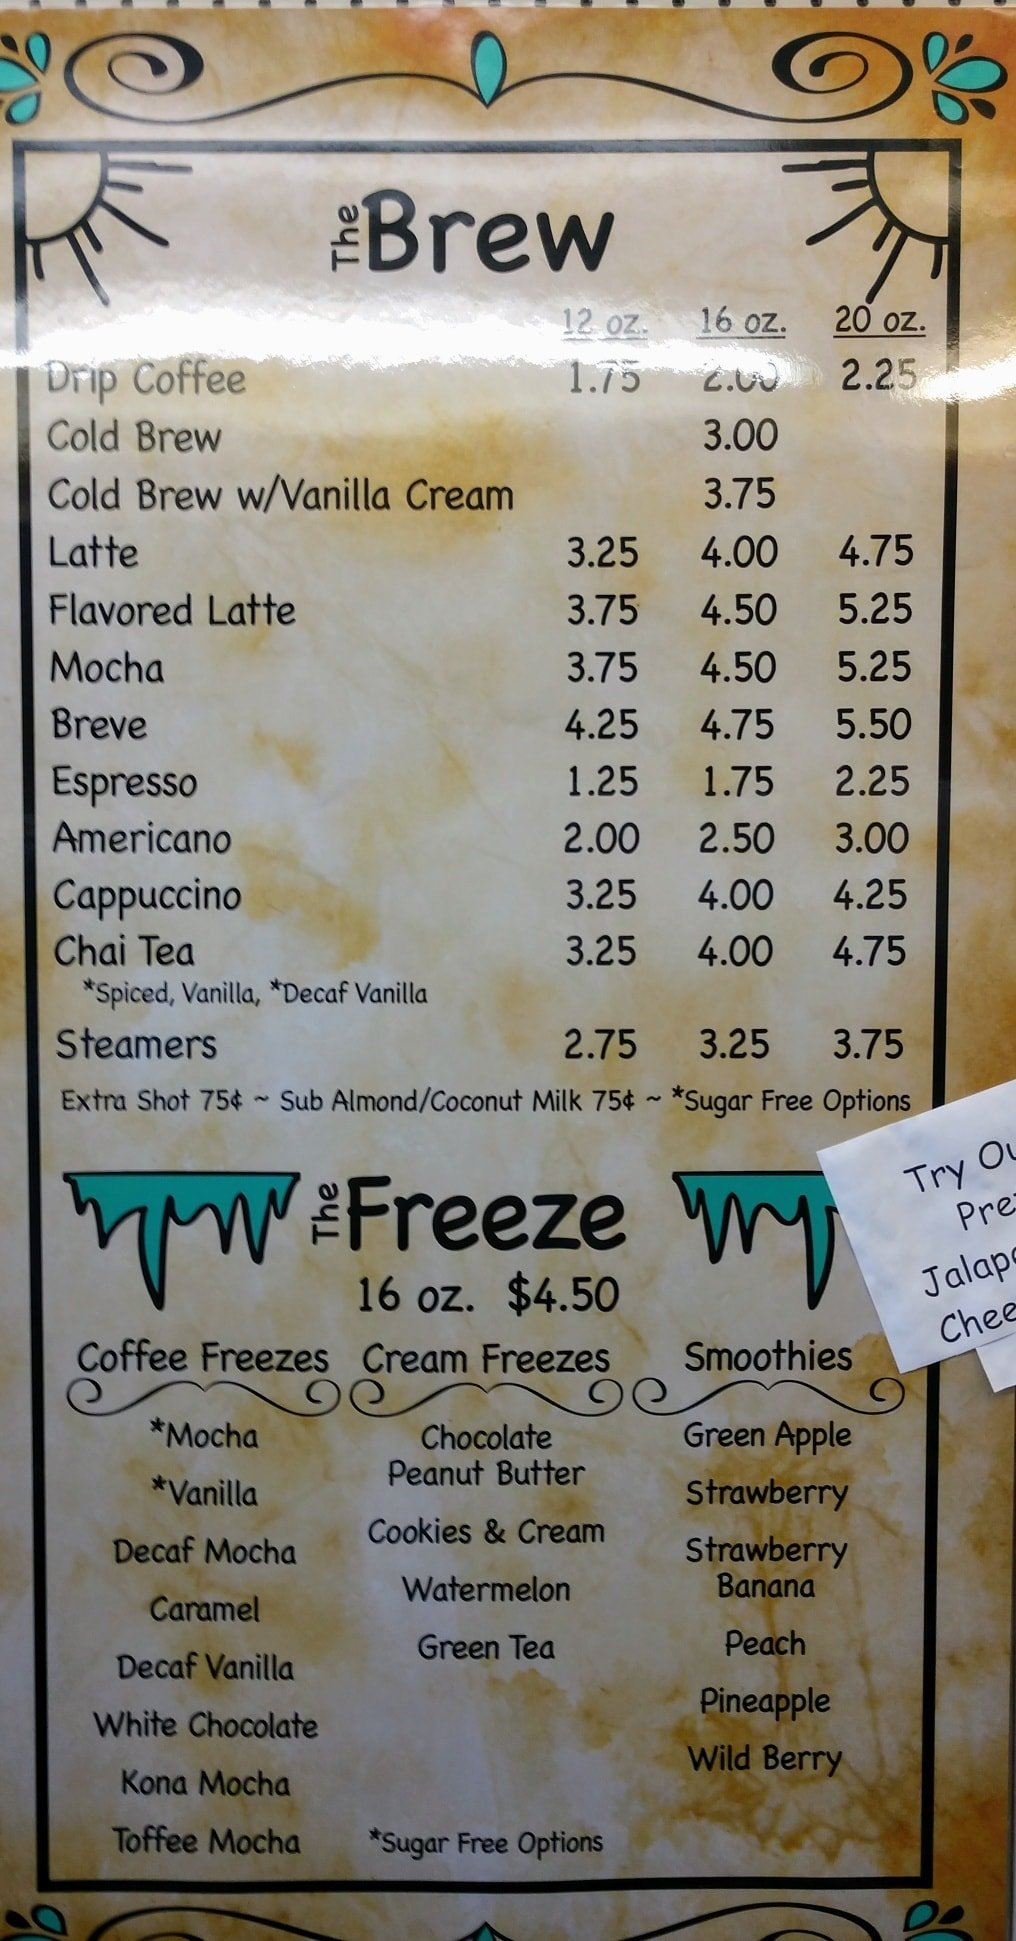 The Brew
12 oz. 16 oz. 20 oz.
Drip Coffee 1.75 2.00 2.25
Cold Brew 3.00
Cold Brew w/Vanilla Cream 3.75
Latte 3.25 4.00 4.75
Flavored Latte 3.75 4.50 5.25
Mocha 3.75 4.50 5.25
Breve 4.25 4.75 5.50
Espresso 1.25 1.75 2.25
Americano 2.00 2.50 3.00
Cappuccino 3.25 4.00 4.25
Chai Tea 3.25 4.00 4.75
*Spiced, Vanilla, *Decaf Vanilla
Steamers 2.75 3.25 3.75
Extra Shot 75¢ ~ Sub Almond/Coconut Milk 75¢ ~ *Sugar Free Options
The Freeze
16 oz. $4.50
Coffee Freezes
*Mocha
*Vanilla
Decaf Mocha
Caramel
Decaf Vanilla
White Chocolate
Kona Mocha
Toffee Mocha
Cream Freezes
Chocolate
Peanut Butter
Cookies & Cream
Watermelon
Green Tea
*Sugar Free Options
Smoothies
Green Apple
Strawberry
Strawberry
Banana
Peach
Pineapple
Wild Berry
Try